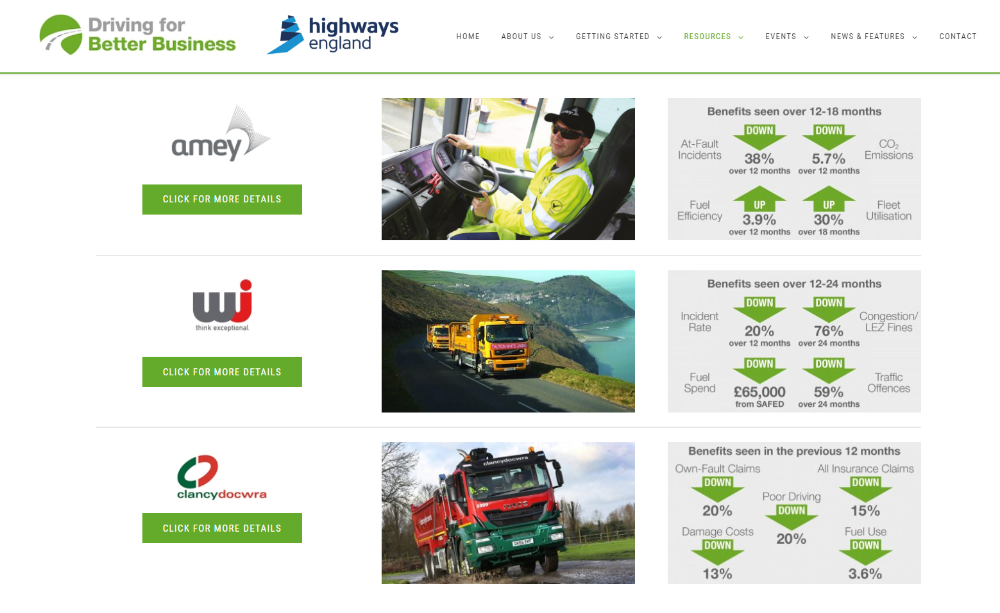 Driving for
Better Business
highways
england
HOME
ABOUT US
GETTING STARTED
RESOURCES
EVENTS
NEWS & FEATURES
CONTACT
amey
CLICK FOR MORE DETAILS
Benefits seen over 12-18 months
At-Fault
Incidents
DOWN
38%
over 12 months
DOWN
5.7%
over 12 months
CO₂
Emissions
Fuel
Efficiency
UP
3.9%
over 12 months
UP
30%
over 18 months
Fleet
Utilisation
wj
think exceptional
CLICK FOR MORE DETAILS
CAUTION WHITE LINING
Benefits seen over 12-24 months
Incident
Rate
DOWN
20%
over 12 months
DOWN
76%
over 24 months
Congestion/
LEZ Fines
Fuel
Spend
DOWN
£65,000
from SAFED
DOWN
59%
over 24 months
Traffic
Offences
clancydocwra
CLICK FOR MORE DETAILS
clancydocwra
3329
IVECO
GK65 EXF
Benefits seen in the previous 12 months
Own-Fault Claims
DOWN
20%
All Insurance Claims
DOWN
15%
Poor Driving
DOWN
20%
Damage Costs
DOWN
13%
Fuel Use
DOWN
3.6%